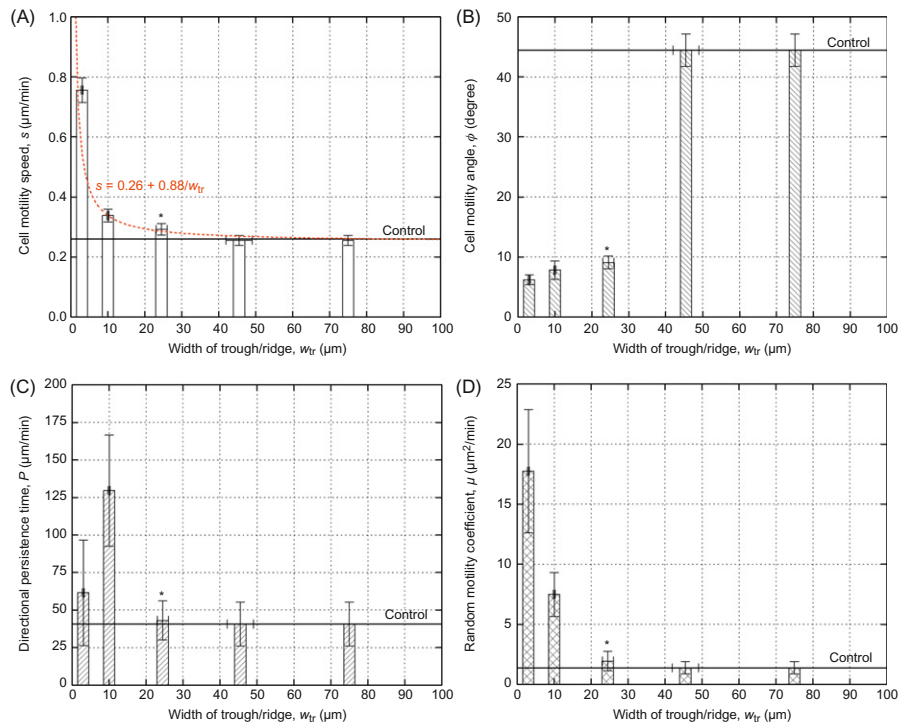 (A)
Cell motility speed, s (μm/min)
1.0
0.8
0.6
0.4
0.2
0.0
s = 0.26 + 0.88/wtr
*
Control
0 10 20 30 40 50 60 70 80 90 100
Width of trough/ridge, wtr (μm)
(B)
Cell motility angle, ϕ (degree)
50
40
30
20
10
0
*
Control
0 10 20 30 40 50 60 70 80 90 100
Width of trough/ridge, wtr (μm)
(C)
Directional persistence time, P (μm/min)
200
175
150
125
100
75
50
25
0
*
Control
0 10 20 30 40 50 60 70 80 90 100
Width of trough/ridge, wtr (μm)
(D)
Random motility coefficient, μ (μm²/min)
25
20
15
10
5
0
*
Control
0 10 20 30 40 50 60 70 80 90 100
Width of trough/ridge, wtr (μm)